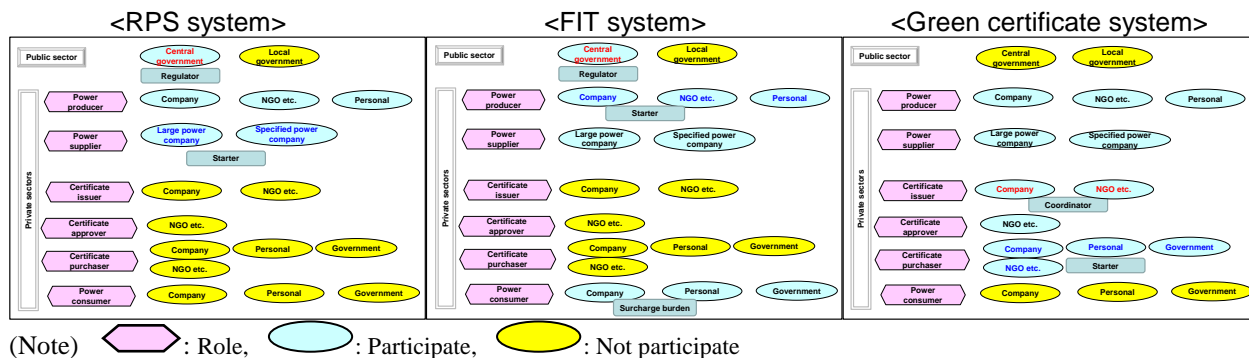 <RPS system>
Public sector
Central government
Local government
Regulator
Private sectors
Power producer
Company
NGO etc.
Personal
Power supplier
Large power company
Specified power company
Starter
Certificate issuer
Company
NGO etc.
Certificate approver
NGO etc.
Certificate purchaser
Company
Personal
Government
NGO etc.
Power consumer
Company
Personal
Government
<FIT system>
Public sector
Central government
Local government
Regulator
Private sectors
Power producer
Company
NGO etc.
Personal
Starter
Power supplier
Large power company
Specified power company
Certificate issuer
Company
NGO etc.
Certificate approver
NGO etc.
Certificate purchaser
Company
Personal
Government
NGO etc.
Power consumer
Company
Personal
Government
Surcharge burden
<Green certificate system>
Public sector
Central government
Local government
Private sectors
Power producer
Company
NGO etc.
Personal
Power supplier
Large power company
Specified power company
Certificate issuer
Company
NGO etc.
Coordinator
Certificate approver
NGO etc.
Certificate purchaser
Company
Personal
Government
NGO etc.
Starter
Power consumer
Company
Personal
Government
(Note) : Role, : Participate, : Not participate